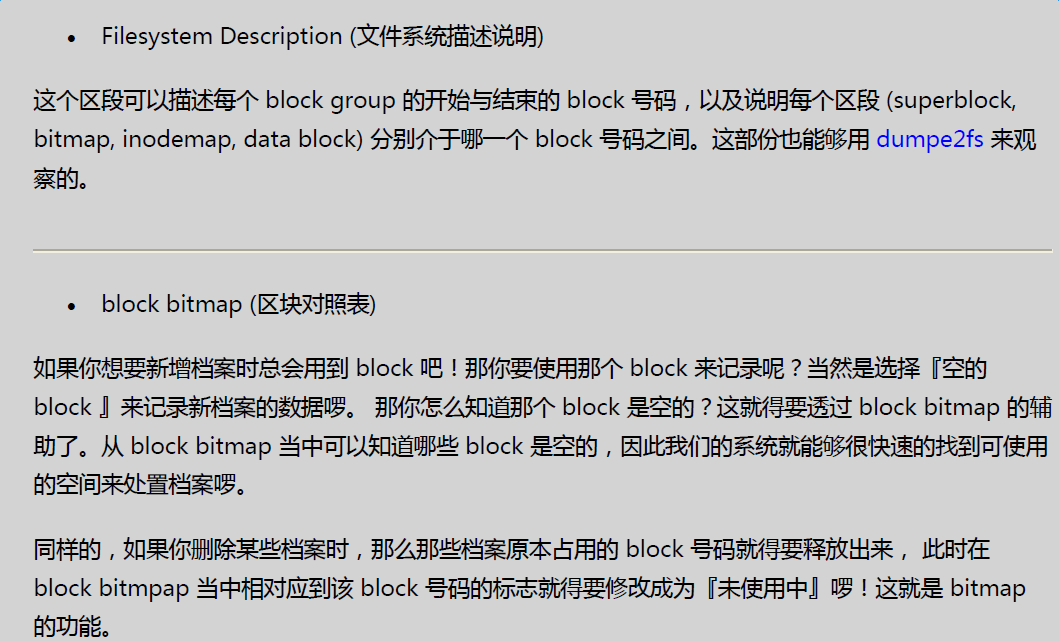 • Filesystem Description (文件系统描述说明)
这个区段可以描述每个 block group 的开始与结束的 block 号码，以及说明每个区段 (superblock,
bitmap, inodemap, data block) 分别介于哪一个 block 号码之间。这部份也能够用 dumpe2fs 来观
察的。
• block bitmap (区块对照表)
如果你想要新增档案时总会用到 block 吧！那你要使用那个 block 来记录呢？当然是选择『空的
block 』来记录新档案的数据啰。 那你怎么知道那个 block 是空的？这就得要透过 block bitmap 的辅
助了。从 block bitmap 当中可以知道哪些 block 是空的，因此我们的系统就能够很快速的找到可使用
的空间来处置档案啰。
同样的，如果你删除某些档案时，那么那些档案原本占用的 block 号码就得要释放出来， 此时在
block bitmpap 当中相对应到该 block 号码的标志就得要修改成为『未使用中』啰！这就是 bitmap
的功能。